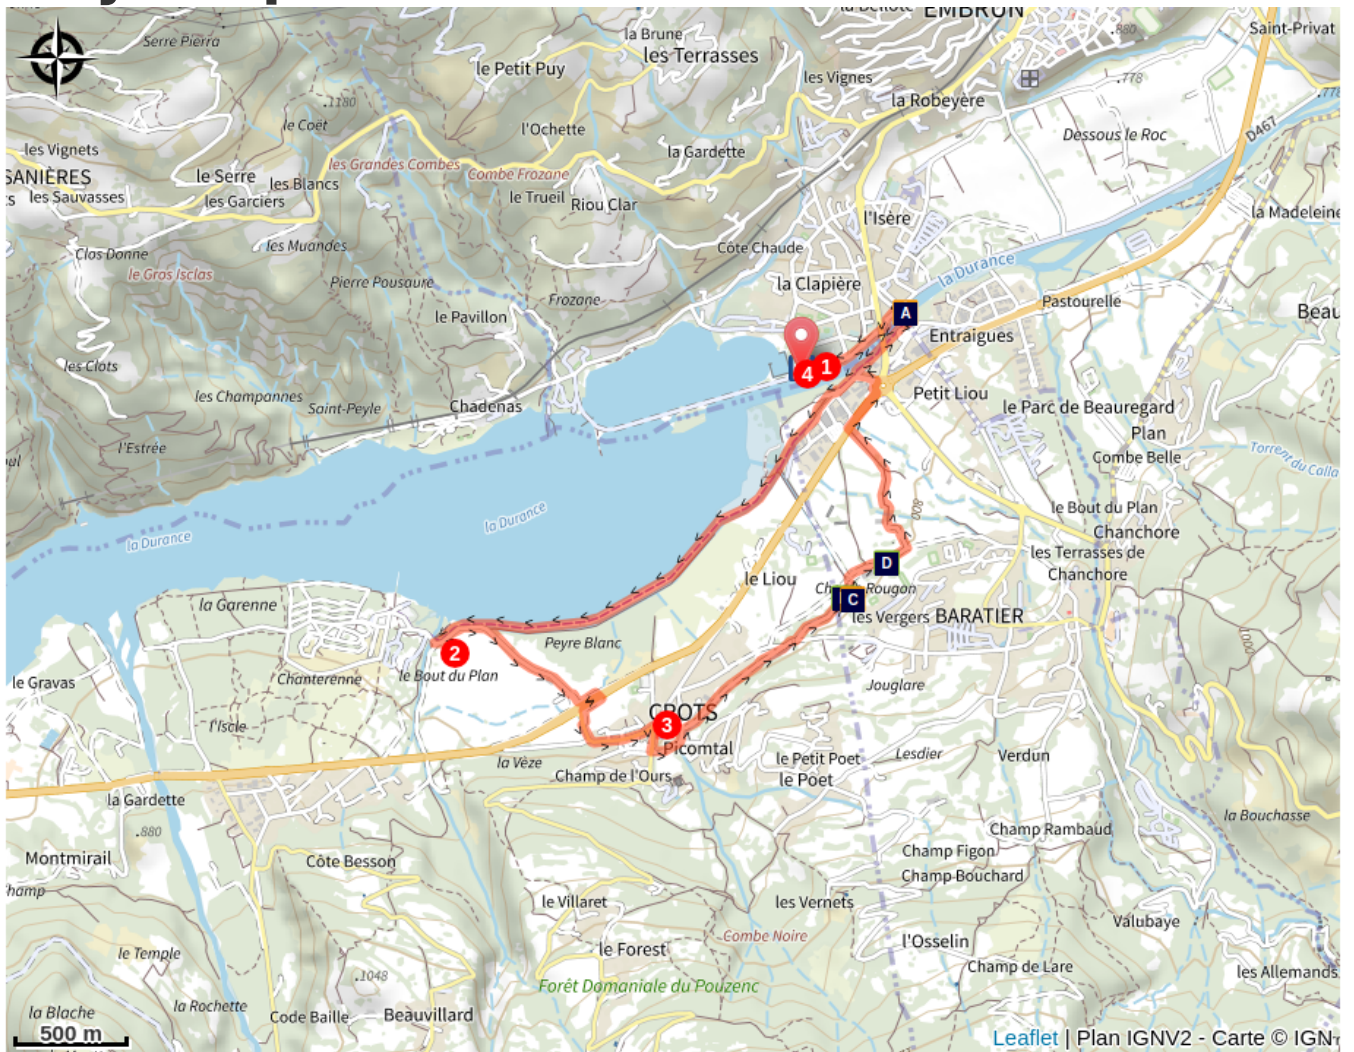 la Dellote
EMBRUN
.880
Saint-Privat
la Brune
les Terrasses
Serre Pierra
le Petit Puy
les Vignes
.778
.1180
la Robeyère
le Coët
l'Ochette
Dessous le Roc
D467
les Vignets
les Grandes Combes
la Gardette
Combe Frozane
SANIÈRES
le Serre
les Blancs
les Sauvasses
les Garciers
le Trueil
Riou Clar
l'Isère
la Madeleine
les Muandes
Côte Chaude
Clos Donne
le Gros Isclas
la Durance
Pierre Pousaure
la Clapière
Frozane
Pastourelle
A
Beau
le Pavillon
Entraigues
les Clots
4
1
les Champannes
Saint-Peyle
Chadenas
Petit Liou
le Parc de Beauregard
Plan
l'Estrée
Combe Belle
Torrent du Calla
800
le Bout du Plan
la Durance
Chanchore
la Durance
les Terrasses de
Chanchore
D
le Liou
Rougon
C
la Garenne
les Vergers
BARATIER
Peyre Blanc
2
le Bout du Plan
Chanterenne
le Gravas
Jouglare
1000
CROTS
3
l'Iscle
Picomtal
le Petit Poet
Lesdier
Verdun
la Vèze
Champ de l'Ours
le Poet
la Gardette
la Bouchasse
.880
Champ Rambaud
Montmirail
Côte Besson
Champ Figon
Champ Bouchard
champ
le Villaret
les Vernets
Valubaye
Combe Noire
l'Osselin
le Temple
le Forest
Champ de Lare
.1048
les Allemands
Forêt Domaniale du Pouzenc
la Rochette
la Blache
Code Baille
Beauvillard
500 m
Leaflet | Plan IGNV2 - Carte © IGN